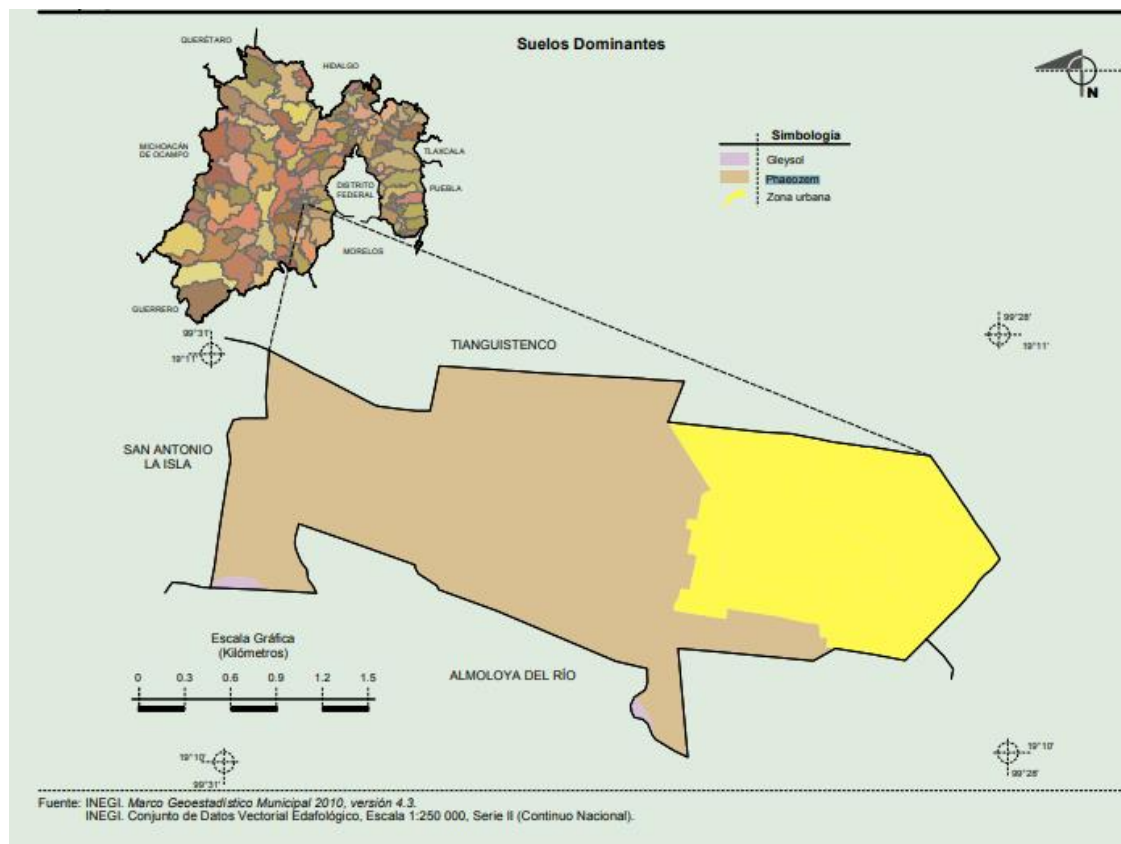 Suelos Dominantes
QUERÉTARO
HIDALGO
MICHOACÁN
DE OCAMPO
TLAXCALA
DISTRITO
FEDERAL
PUEBLA
MORELOS
GUERRERO
N
Simbología
Gleysol
Phaeozem
Zona urbana
99°31'
19°11'
99°28'
19°11'
TIANGUISTENCO
SAN ANTONIO
LA ISLA
ALMOLOYA DEL RÍO
Escala Gráfica
(Kilómetros)
0 0.3 0.6 0.9 1.2 1.5
19°10'
99°31'
19°10'
99°28'
Fuente: INEGI. Marco Geoestadístico Municipal 2010, versión 4.3.
INEGI. Conjunto de Datos Vectorial Edafológico, Escala 1:250 000, Serie II (Continuo Nacional).